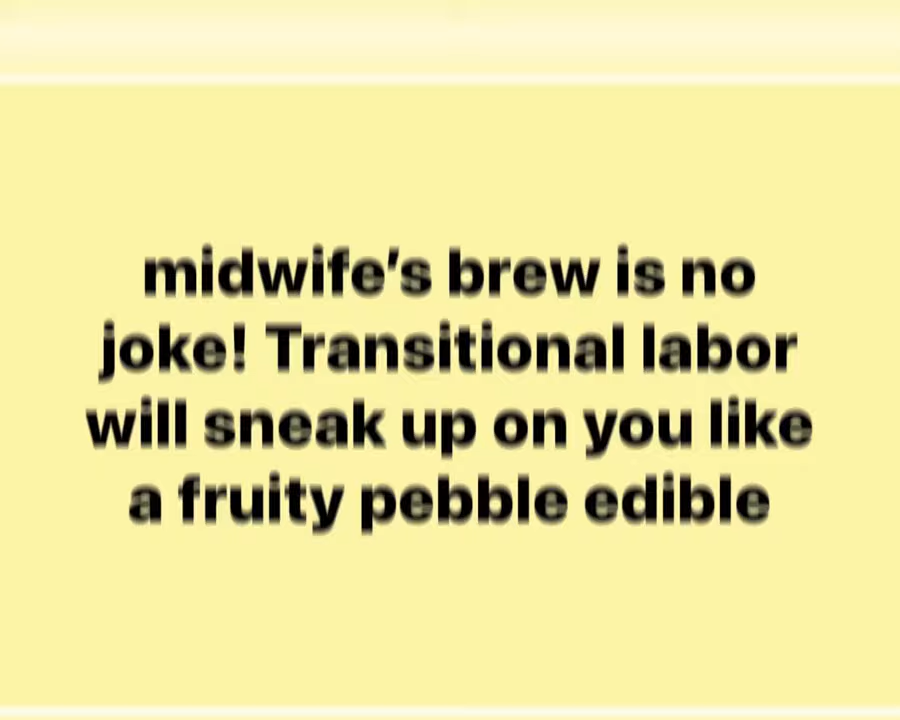 midwife's brew is no
joke! Transitional labor
will sneak up on you like
a fruity pebble edible